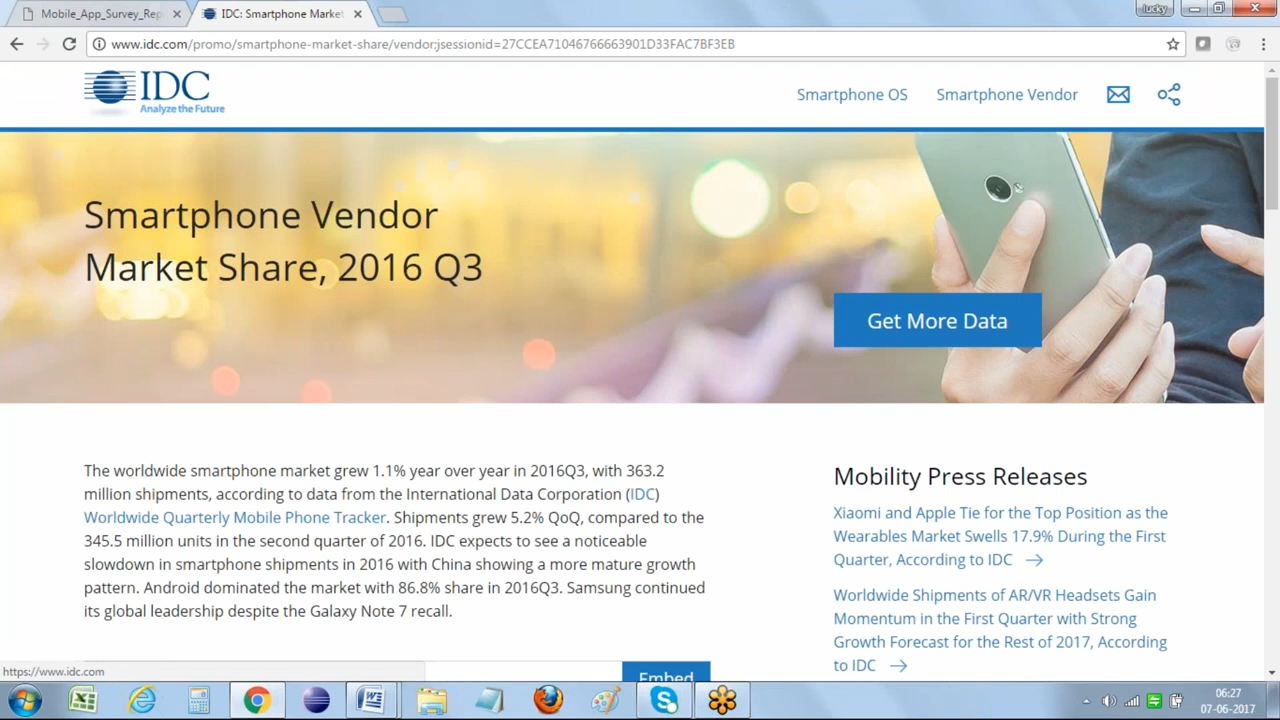 Mobile_App_Survey_Rep
IDC: Smartphone Market
lucky
www.idc.com/promo/smartphone-market-share/vendor;jsessionid=27CCEA71046766663901D33FAC7BF3EB
IDC
Analyze the Future
Smartphone OS
Smartphone Vendor
Smartphone Vendor
Market Share, 2016 Q3
Get More Data
The worldwide smartphone market grew 1.1% year over year in 2016Q3, with 363.2
million shipments, according to data from the International Data Corporation (IDC)
Worldwide Quarterly Mobile Phone Tracker. Shipments grew 5.2% QoQ, compared to the
345.5 million units in the second quarter of 2016. IDC expects to see a noticeable
slowdown in smartphone shipments in 2016 with China showing a more mature growth
pattern. Android dominated the market with 86.8% share in 2016Q3. Samsung continued
its global leadership despite the Galaxy Note 7 recall.
Embed
Mobility Press Releases
Xiaomi and Apple Tie for the Top Position as the
Wearables Market Swells 17.9% During the First
Quarter, According to IDC
Worldwide Shipments of AR/VR Headsets Gain
Momentum in the First Quarter with Strong
Growth Forecast for the Rest of 2017, According
to IDC
https://www.idc.com
06:27
07-06-2017